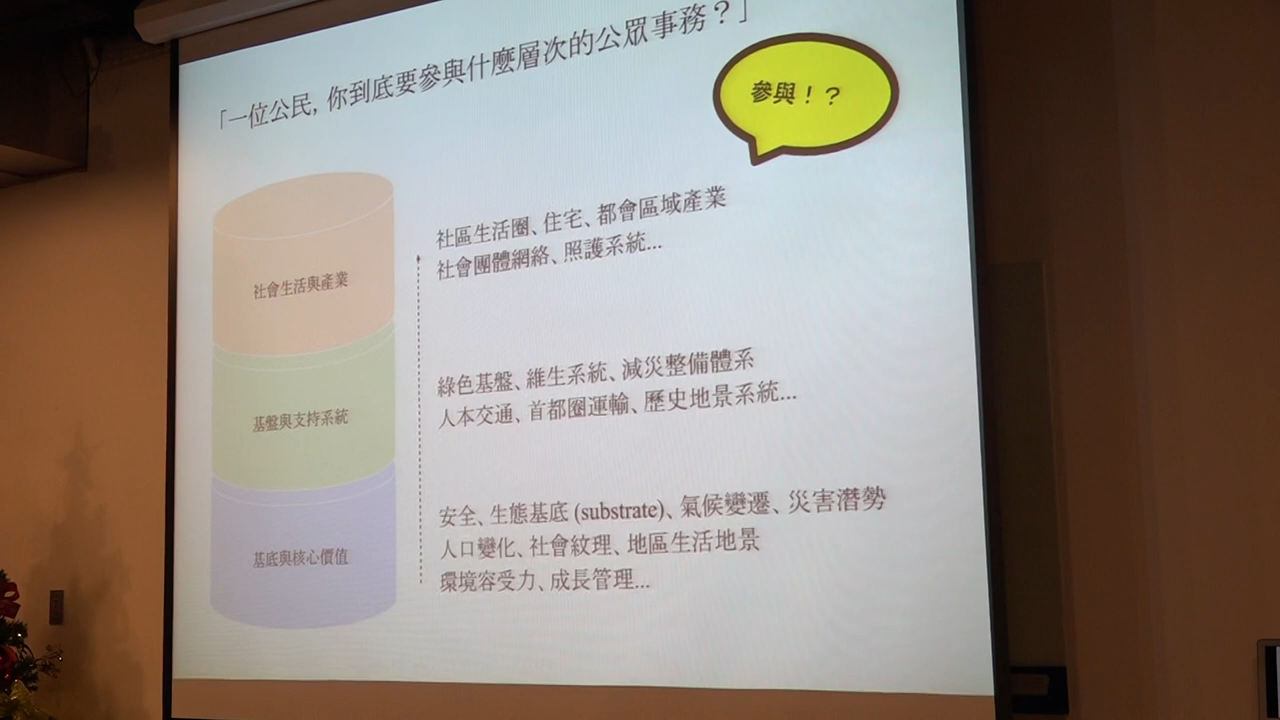 「一位公民, 你到底要參與什麼層次的公眾事務？」
參與！？
社會生活與產業
社區生活圈、住宅、都會區域產業
社會團體網絡、照護系統...
基盤與支持系統
綠色基盤、維生系統、減災整備體系
人本交通、首都圈運輸、歷史地景系統...
基底與核心價值
安全、生態基底 (substrate)、氣候變遷、災害潛勢
人口變化、社會紋理、地區生活地景
環境容受力、成長管理...